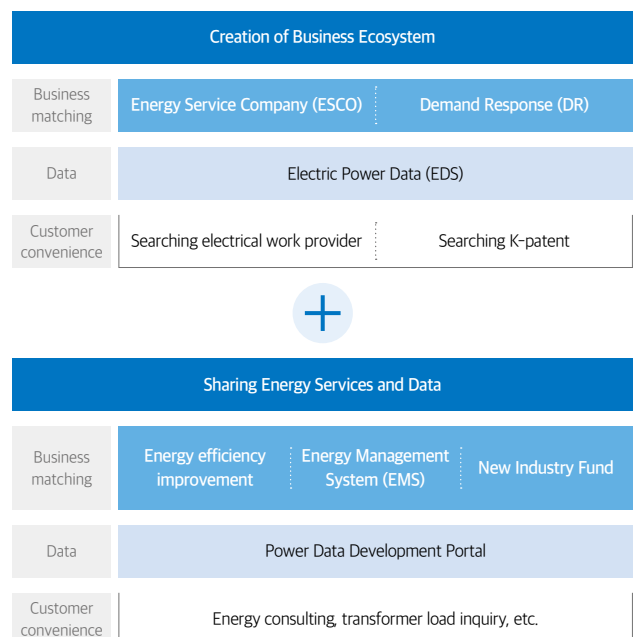 Creation of Business Ecosystem
Business
matching
Energy Service Company (ESCO)
Demand Response (DR)
Data
Electric Power Data (EDS)
Customer
convenience
Searching electrical work provider
Searching K-patent
+
Sharing Energy Services and Data
Business
matching
Energy efficiency
improvement
Energy Management
System (EMS)
New Industry Fund
Data
Power Data Development Portal
Customer
convenience
Energy consulting, transformer load inquiry, etc.